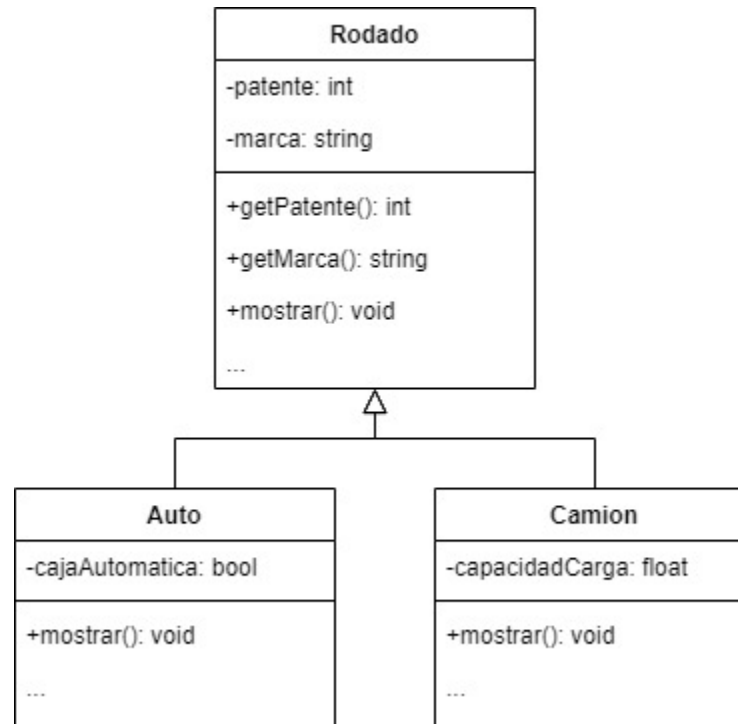 Rodado
-patente: int
-marca: string
+getPatente(): int
+getMarca(): string
+mostrar(): void
...
Auto
-cajaAutomatica: bool
+mostrar(): void
...
Camion
-capacidadCarga: float
+mostrar(): void
...